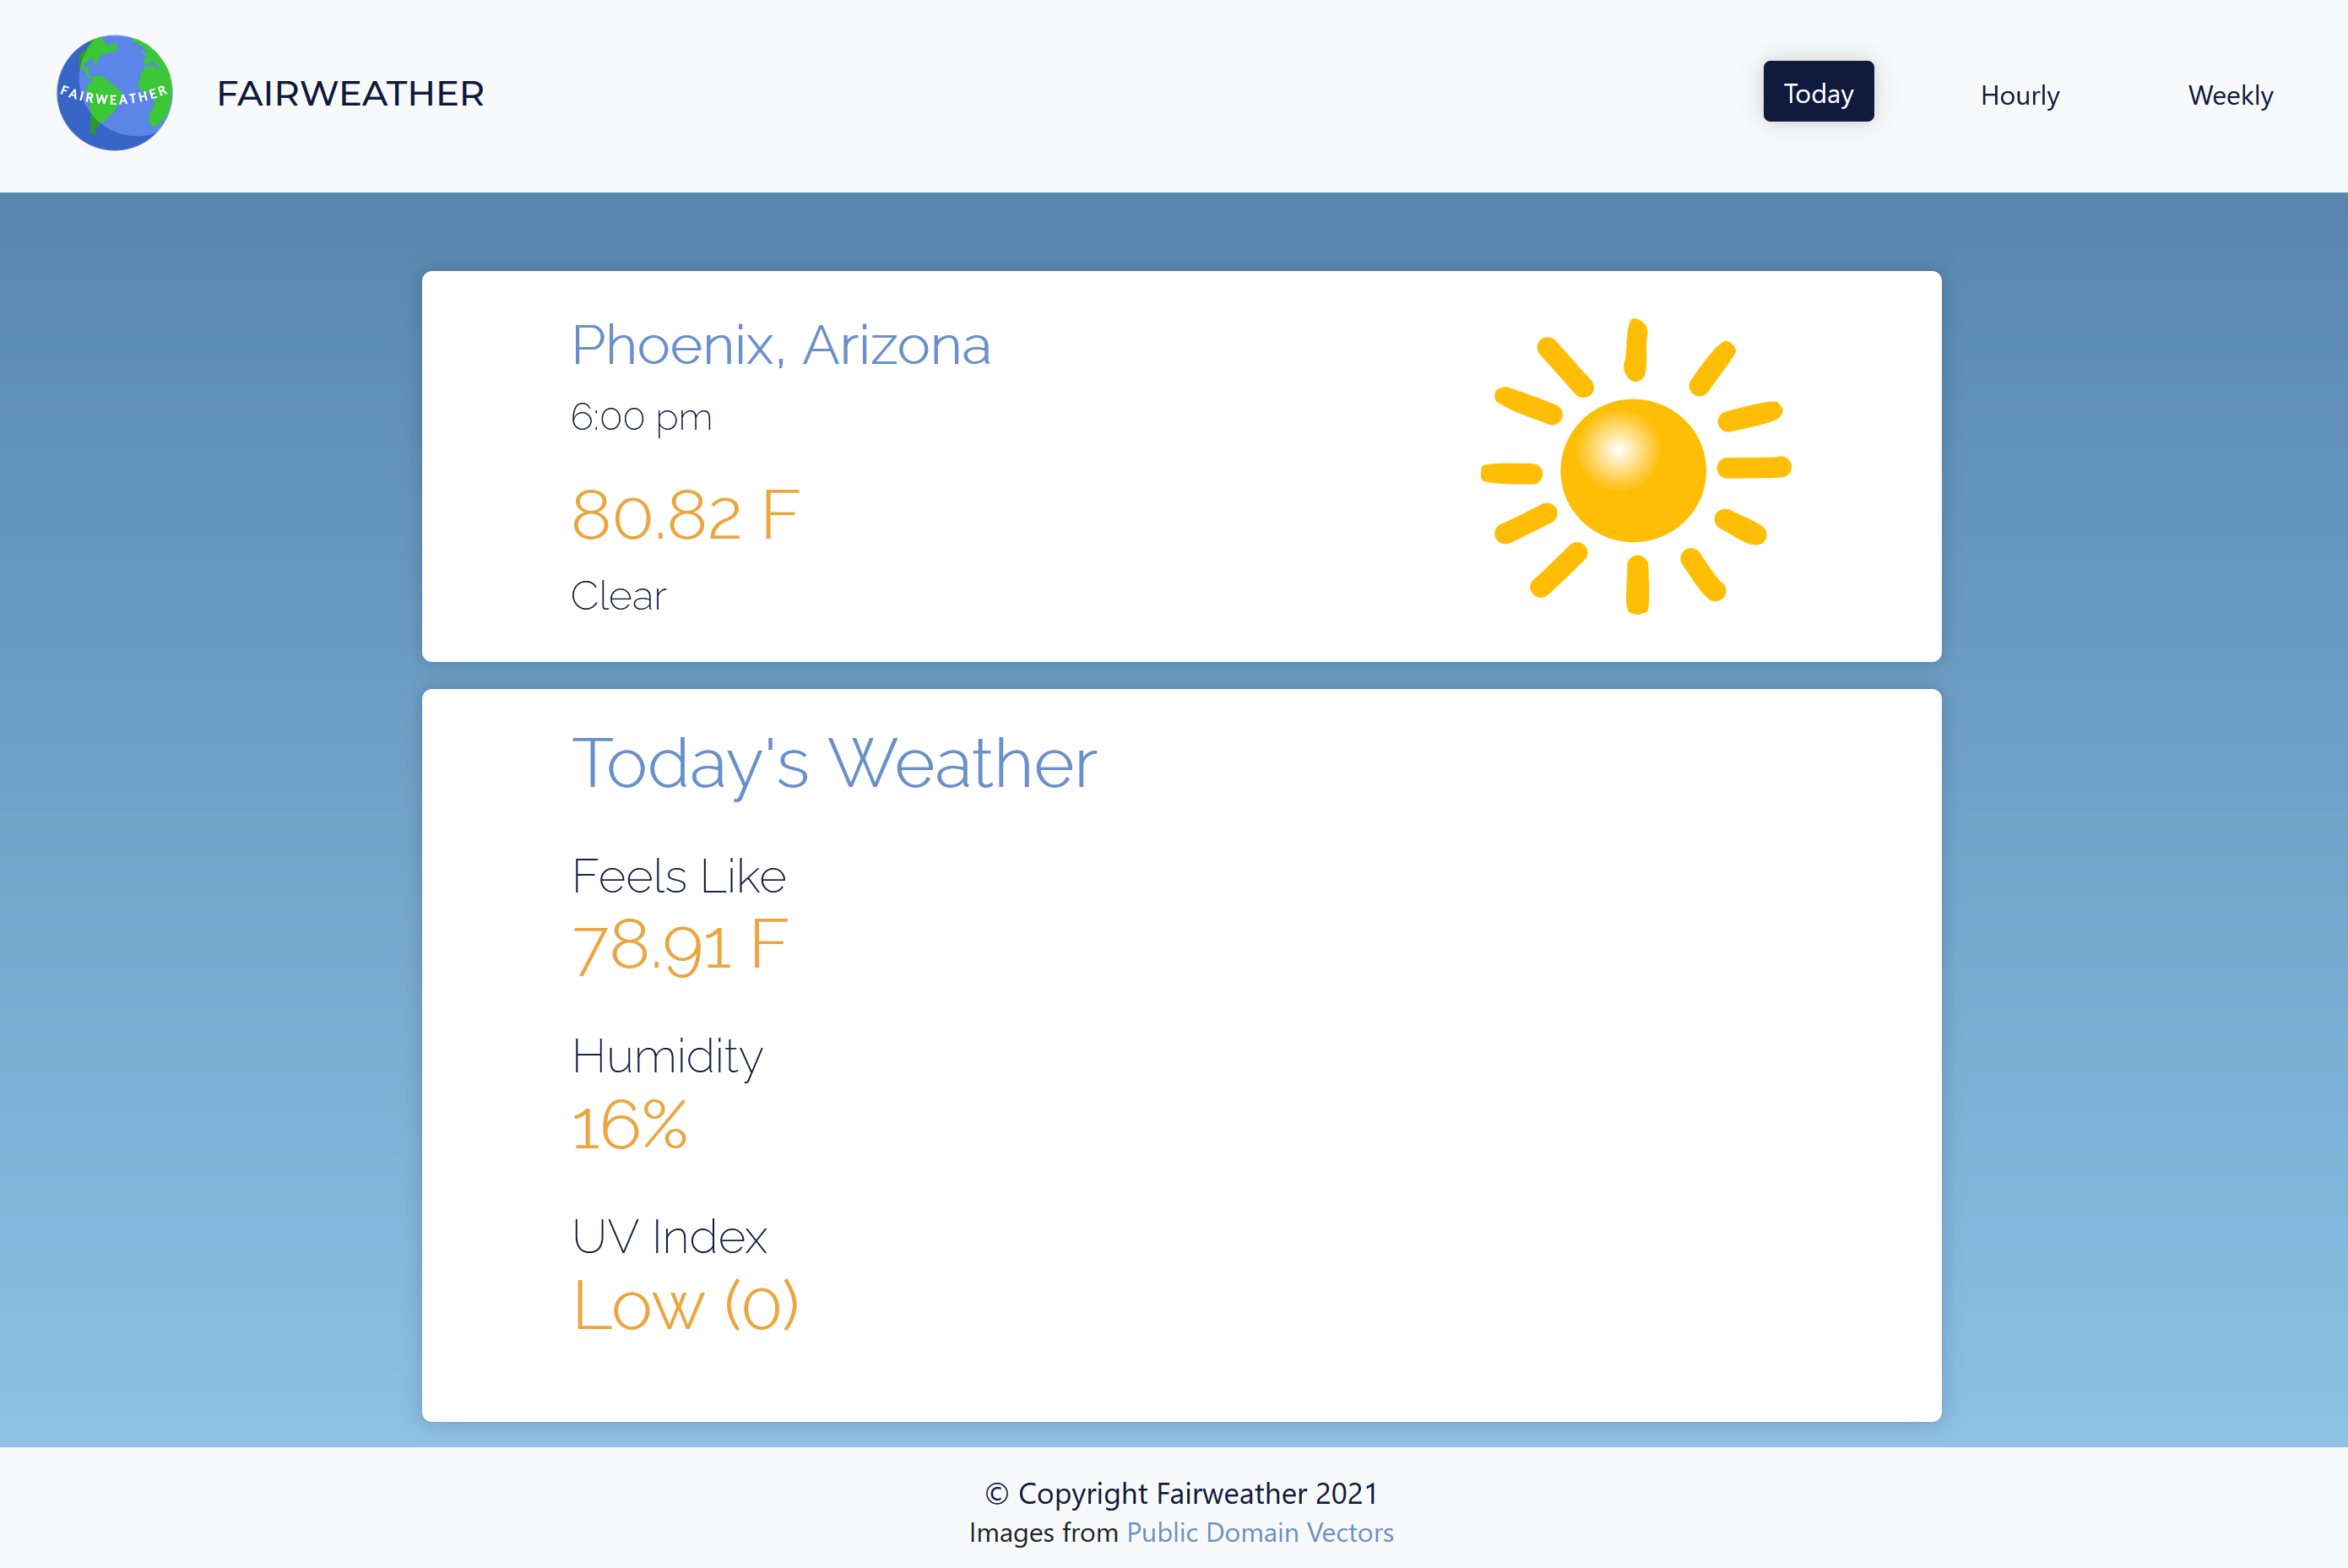 FAIRWEATHER
FAIRWEATHER
Today
Hourly
Weekly
Phoenix, Arizona
6:00 pm
80.82 F
Clear
Today's Weather
Feels Like
78.91 F
Humidity
16%
UV Index
Low (0)
© Copyright Fairweather 2021
Images from Public Domain Vectors